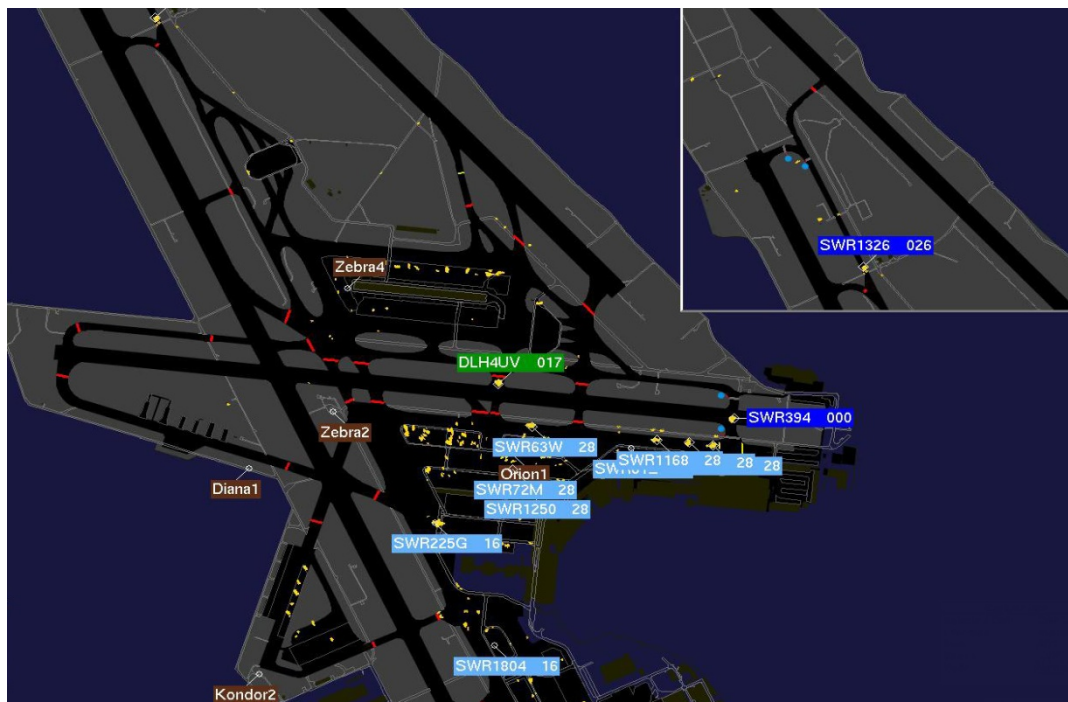 SWR1326 026
Zebra4
DLH4UV 017
SWR394 000
Zebra2
SWR63W 28
SWR1168 28 28 28
Orion1
SWR72M 28
Diana1
SWR1250 28
SWR225G 16
SWR1804 16
Kondor2